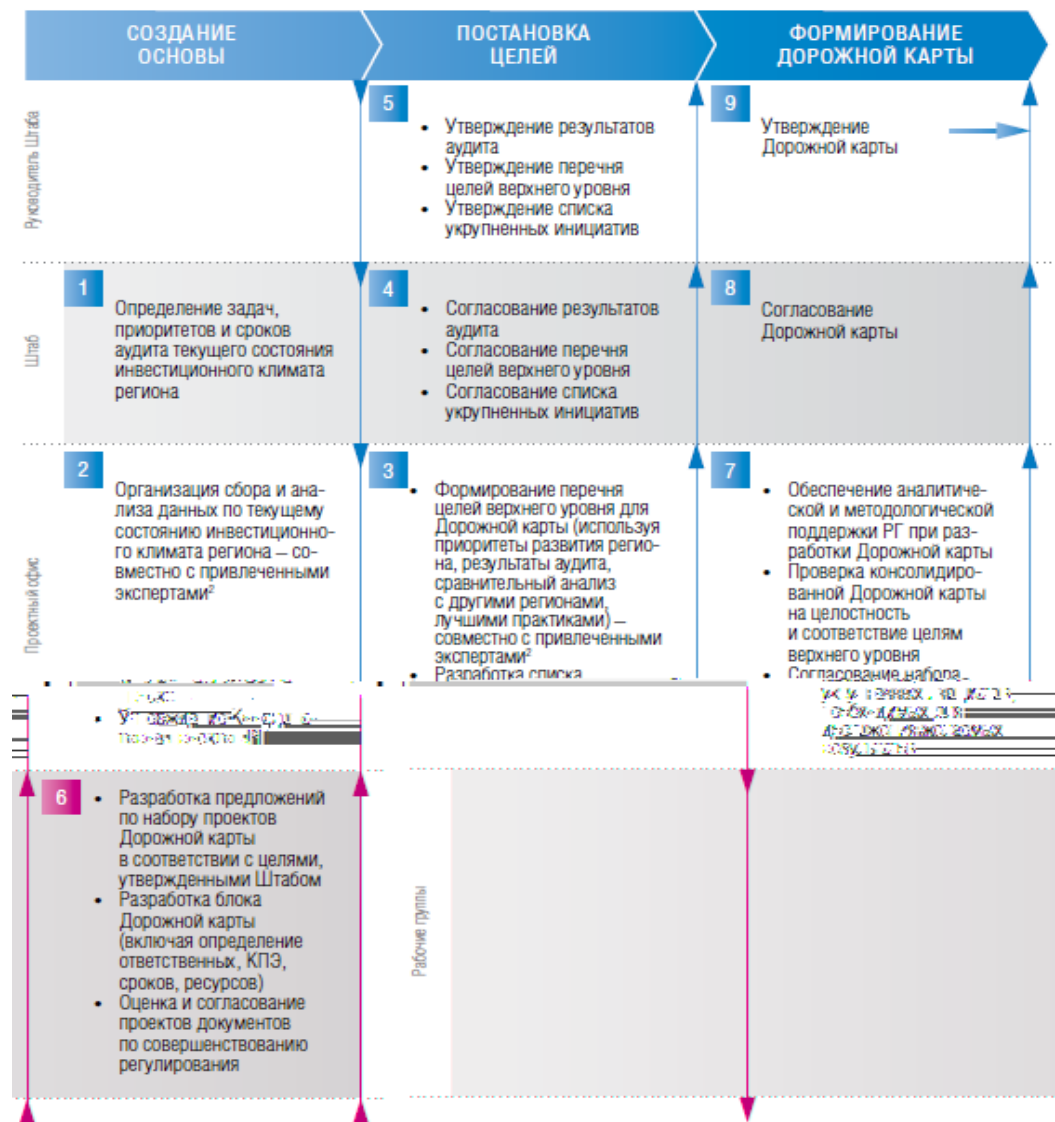 СОЗДАНИЕ
ОСНОВЫ
ПОСТАНОВКА
ЦЕЛЕЙ
ФОРМИРОВАНИЕ
ДОРОЖНОЙ КАРТЫ
Руководитель Штаба
5
• Утверждение результатов
аудита
• Утверждение перечня
целей верхнего уровня
• Утверждение списка
укрупненных инициатив
9
Утверждение
Дорожной карты
Штаб
1
Определение задач,
приоритетов и сроков
аудита текущего состояния
инвестиционного климата
региона
4
• Согласование результатов
аудита
• Согласование перечня
целей верхнего уровня
• Согласование списка
укрупненных инициатив
8
Согласование
Дорожной карты
Проектный офис
2
Организация сбора и ана-
лиза данных по текущему
состоянию инвестиционно-
го климата региона – со-
вместно с привлеченными
экспертами²
3
• Формирование перечня
целей верхнего уровня для
Дорожной карты (используя
приоритеты развития регио-
на, результаты аудита,
сравнительный анализ
с другими регионами,
лучшими практиками) –
совместно с привлеченными
экспертами²
• Разработка списка
7
• Обеспечение аналитиче-
ской и методологической
поддержки РГ при раз-
работки Дорожной карты
• Проверка консолидиро-
ванной Дорожной карты
на целостность
и соответствие целям
верхнего уровня
• Согласование набора
6
• Разработка предложений
по набору проектов
Дорожной карты
в соответствии с целями,
утвержденными Штабом
• Разработка блока
Дорожной карты
(включая определение
ответственных, КПЭ,
сроков, ресурсов)
• Оценка и согласование
проектов документов
по совершенствованию
регулирования
Рабочие группы